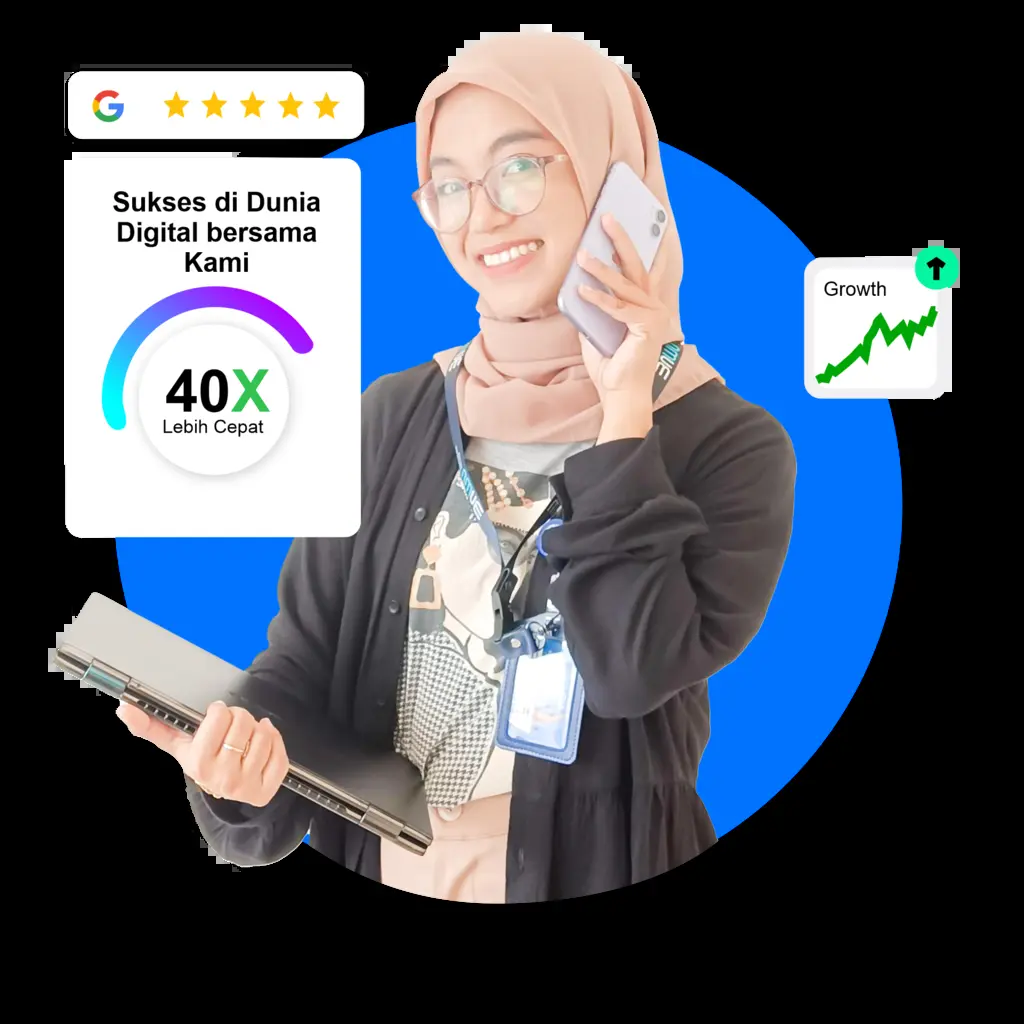 Sukses di Dunia
Digital bersama
Kami
40X
Lebih Cepat
Growth